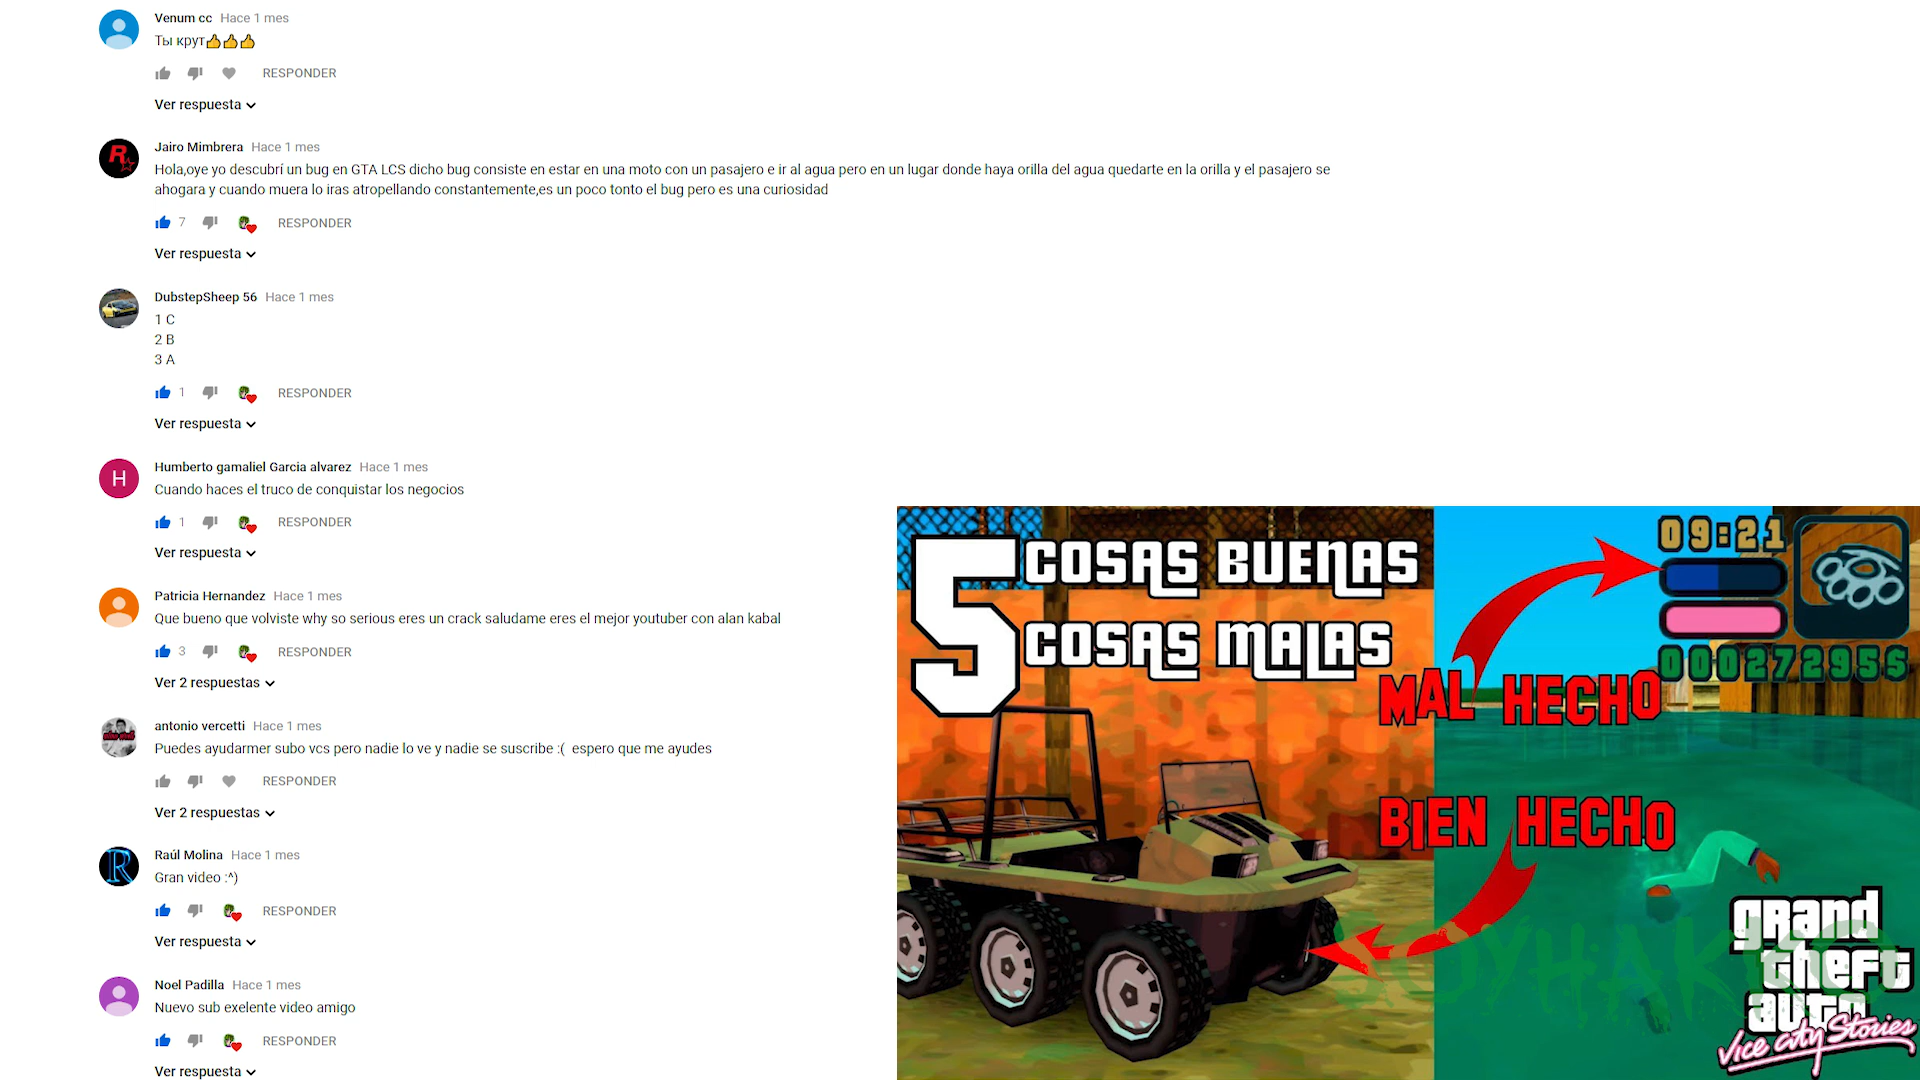 Venum cc Hace 1 mes
Ты крут👍👍👍
RESPONDER
Ver respuesta
Jairo Mimbrera Hace 1 mes
Hola,oye yo descubrí un bug en GTA LCS dicho bug consiste en estar en una moto con un pasajero e ir al agua pero en un lugar donde haya orilla del agua quedarte en la orilla y el pasajero se
ahogara y cuando muera lo iras atropellando constantemente,es un poco tonto el bug pero es una curiosidad
7 RESPONDER
Ver respuesta
DubstepSheep 56 Hace 1 mes
1 C
2 B
3 A
1 RESPONDER
Ver respuesta
H
Humberto gamaliel Garcia alvarez Hace 1 mes
Cuando haces el truco de conquistar los negocios
1 RESPONDER
Ver respuesta
Patricia Hernandez Hace 1 mes
Que bueno que volviste why so serious eres un crack saludame eres el mejor youtuber con alan kabal
3 RESPONDER
Ver 2 respuestas
antonio vercetti Hace 1 mes
Puedes ayudarmer subo vcs pero nadie lo ve y nadie se suscribe :( espero que me ayudes
RESPONDER
Ver 2 respuestas
R
Raúl Molina Hace 1 mes
Gran video :^)
RESPONDER
Ver respuesta
Noel Padilla Hace 1 mes
Nuevo sub exelente video amigo
RESPONDER
Ver respuesta
5 COSAS BUENAS
COSAS MALAS
09:21
000272295$
MAL HECHO
BIEN HECHO
SOYHAK
grand
theft
auto
Vice City Stories